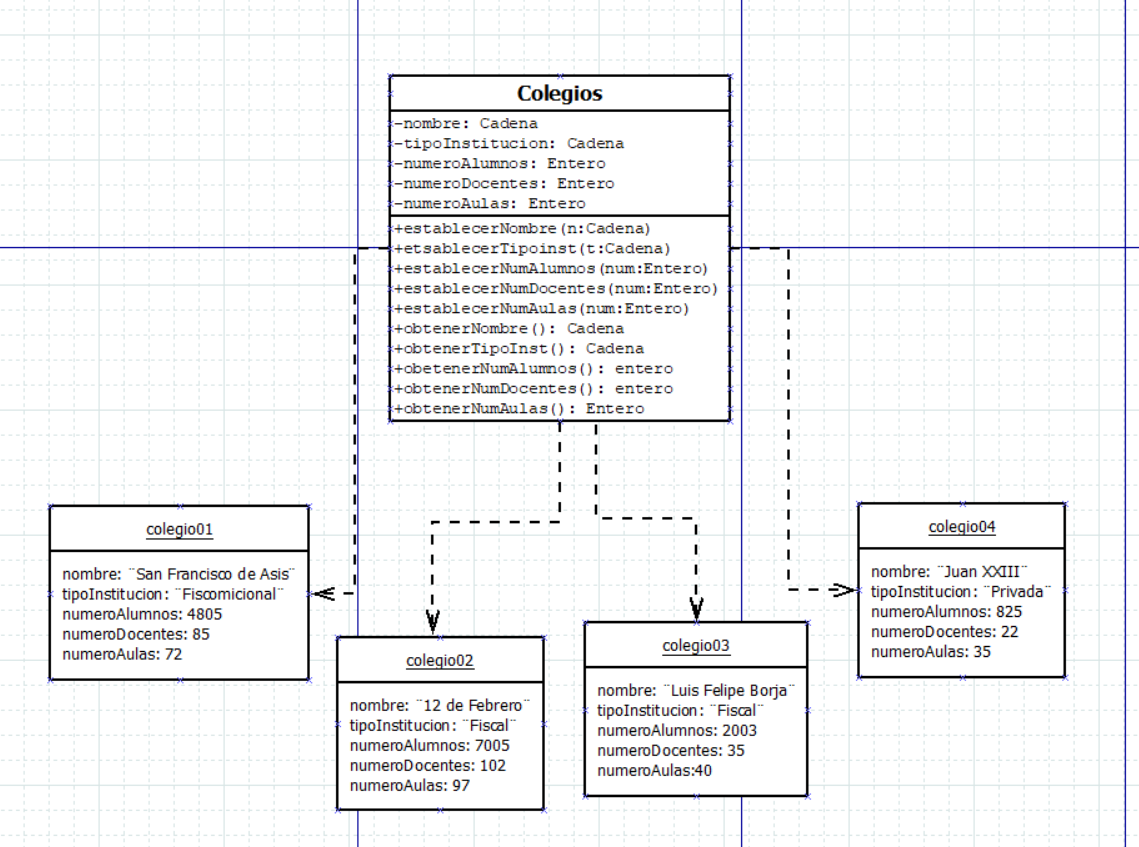 Colegios
-nombre: Cadena
-tipoInstitucion: Cadena
-numeroAlumnos: Entero
-numeroDocentes: Entero
-numeroAulas: Entero
+establecerNombre(n:Cadena)
+etsablecerTipoinst(t:Cadena)
+establecerNumAlumnos(num:Entero)
+establecerNumDocentes(num:Entero)
+establecerNumAulas(num:Entero)
+obtenerNombre(): Cadena
+obtenerTipoInst(): Cadena
+obetenerNumAlumnos(): entero
+obtenerNumDocentes(): entero
+obtenerNumAulas(): Entero
colegio01
nombre: ¨San Francisco de Asis¨
tipoInstitucion: ¨Fiscomicional¨
numeroAlumnos: 4805
numeroDocentes: 85
numeroAulas: 72
colegio02
nombre: ¨12 de Febrero¨
tipoInstitucion: ¨Fiscal¨
numeroAlumnos: 7005
numeroDocentes: 102
numeroAulas: 97
colegio03
nombre: ¨Luis Felipe Borja¨
tipoInstitucion: ¨Fiscal¨
numeroAlumnos: 2003
numeroDocentes: 35
numeroAulas:40
colegio04
nombre: ¨Juan XXIII¨
tipoInstitucion: ¨Privada¨
numeroAlumnos: 825
numeroDocentes: 22
numeroAulas: 35